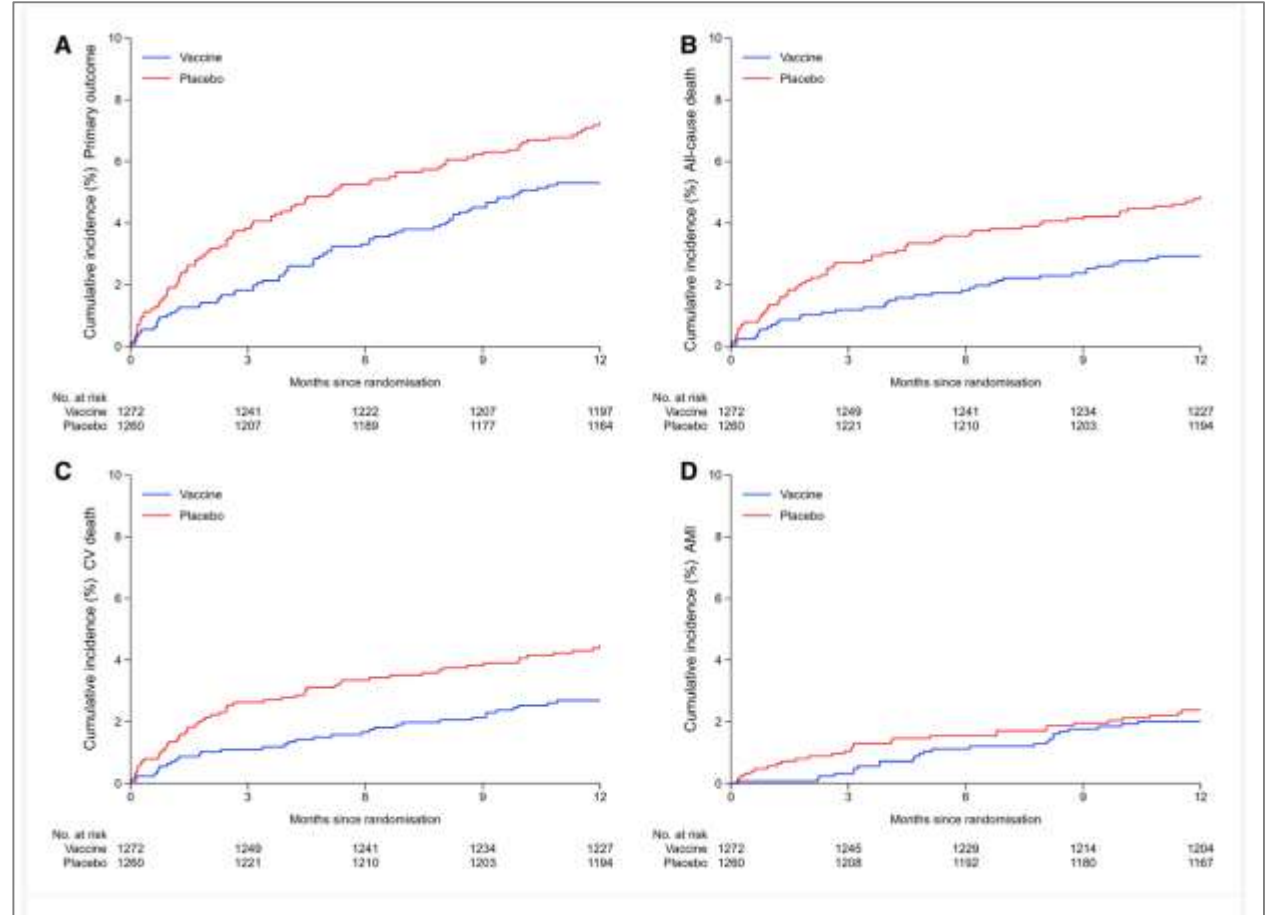 A
Cumulative incidence (%) Primary outcome
10
8
6
4
2
0
Vaccine
Placebo
0 3 6 9 12
Months since randomisation
No. at risk
Vaccine 1272 1241 1222 1207 1197
Placebo 1260 1207 1189 1177 1164
B
Cumulative incidence (%) All-cause death
10
8
6
4
2
0
Vaccine
Placebo
0 3 6 9 12
Months since randomisation
No. at risk
Vaccine 1272 1249 1241 1234 1227
Placebo 1260 1221 1210 1203 1194
C
Cumulative incidence (%) CV death
10
8
6
4
2
0
Vaccine
Placebo
0 3 6 9 12
Months since randomisation
No. at risk
Vaccine 1272 1249 1241 1234 1227
Placebo 1260 1221 1210 1203 1194
D
Cumulative incidence (%) AMI
10
8
6
4
2
0
Vaccine
Placebo
0 3 6 9 12
Months since randomisation
No. at risk
Vaccine 1272 1245 1229 1214 1204
Placebo 1260 1208 1192 1180 1167